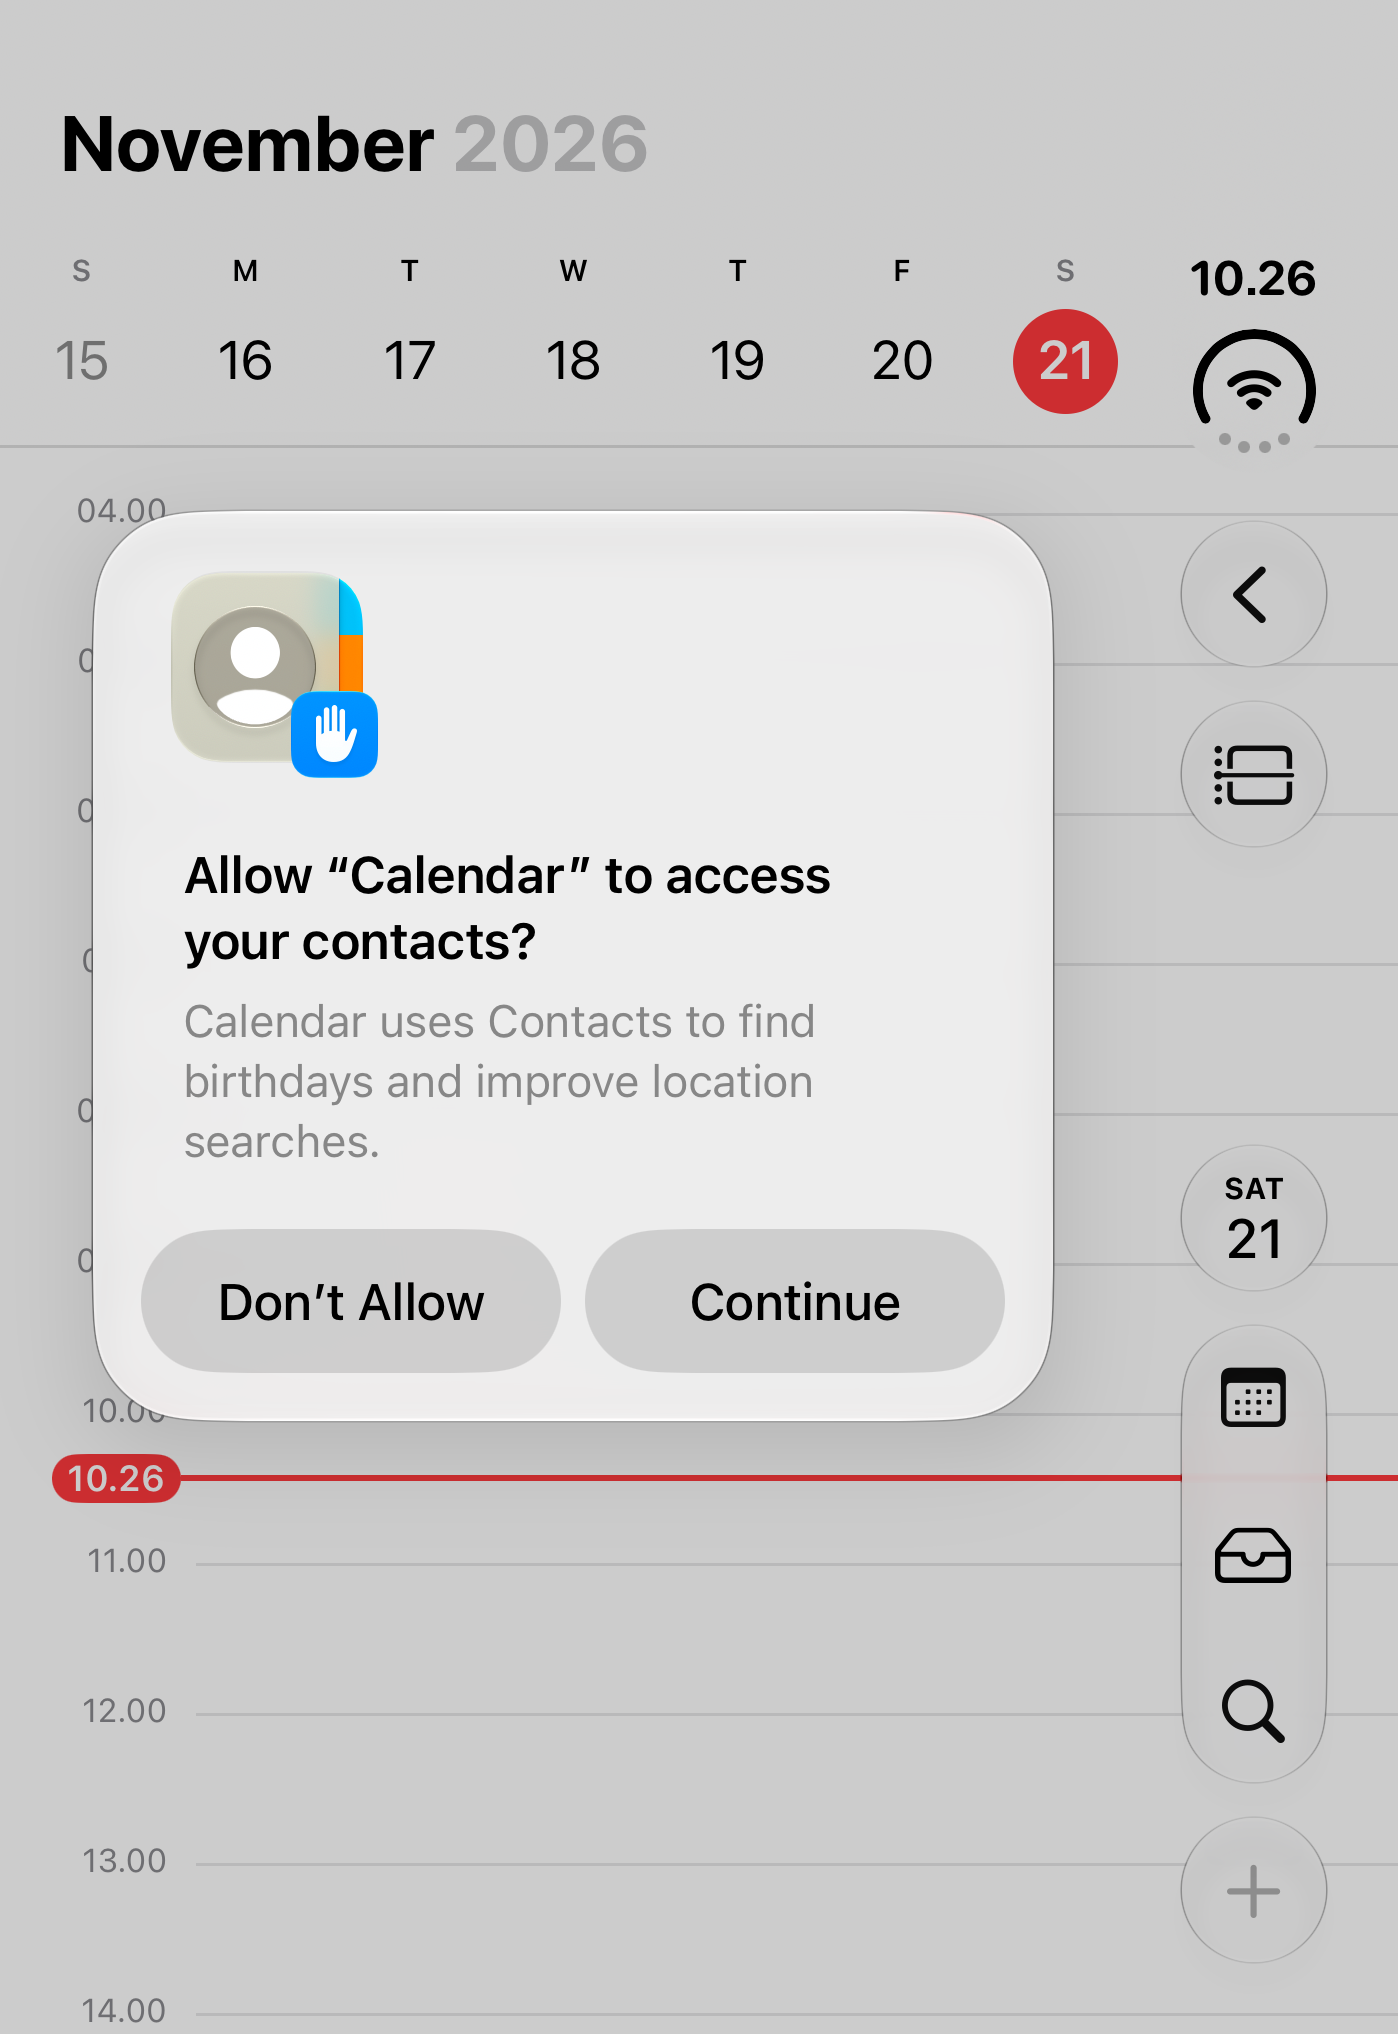 November 2026
S M T W T F S
15 16 17 18 19 20 21
10.26
04.00
Allow “Calendar” to access
your contacts?
Calendar uses Contacts to find
birthdays and improve location
searches.
Don’t Allow
Continue
SAT
21
10.00
10.26
11.00
12.00
13.00
14.00